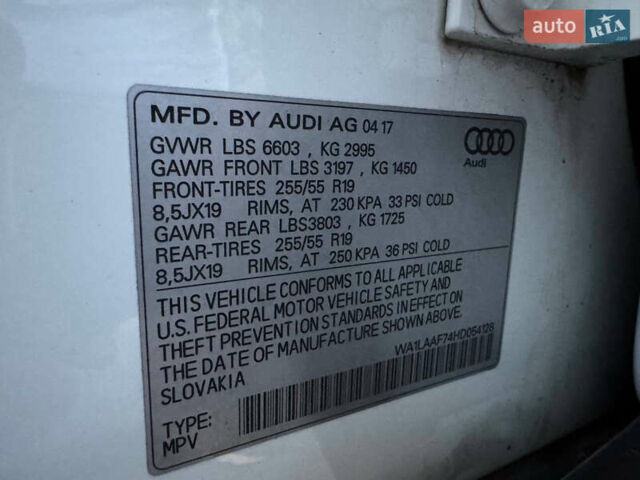 auto RIA
.com
MFD. BY AUDI AG 04 17
GVWR LBS 6603 , KG 2995
GAWR FRONT LBS 3197 , KG 1450
FRONT-TIRES 255/55 R19
8,5JX19 RIMS, AT 230 KPA 33 PSI COLD
GAWR REAR LBS3803 , KG 1725
REAR-TIRES 255/55 R19
8,5JX19 RIMS, AT 250 KPA 36 PSI COLD
Audi
THIS VEHICLE CONFORMS TO ALL APPLICABLE
U.S. FEDERAL MOTOR VEHICLE SAFETY AND
THEFT PREVENTION STANDARDS IN EFFECT ON
THE DATE OF MANUFACTURE SHOWN ABOVE.
SLOVAKIA
WA1LAAF74HD054128
TYPE:
MPV